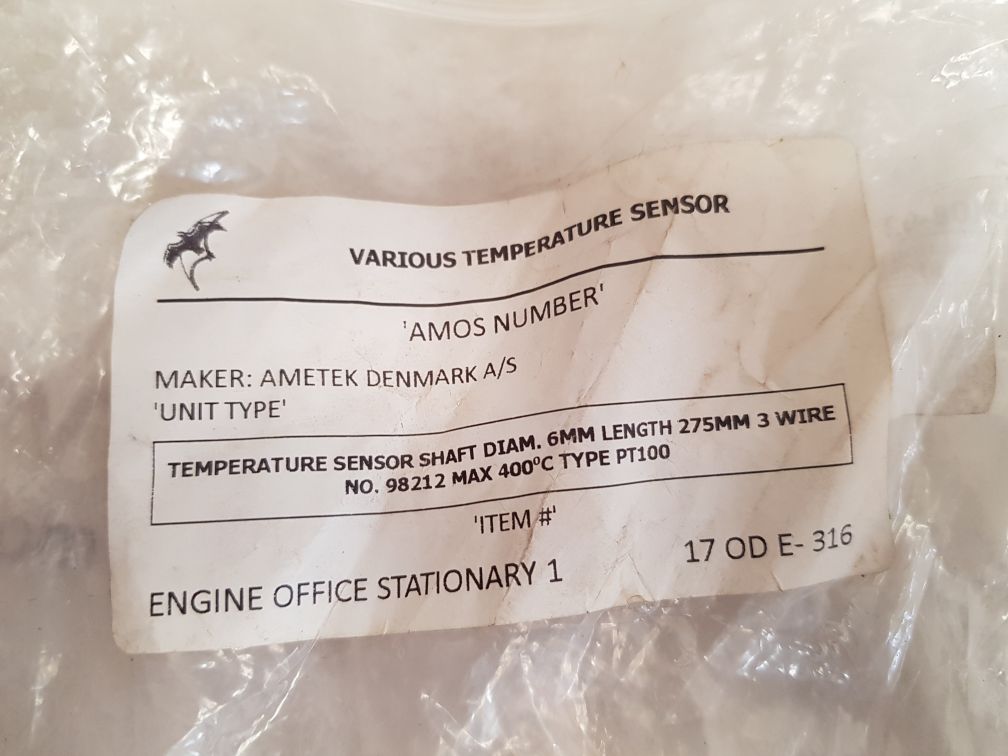 VARIOUS TEMPERATURE SENSOR
'AMOS NUMBER'
MAKER: AMETEK DENMARK A/S
'UNIT TYPE'
TEMPERATURE SENSOR SHAFT DIAM. 6MM LENGTH 275MM 3 WIRE
NO. 98212 MAX 400°C TYPE PT100
'ITEM #'
ENGINE OFFICE STATIONARY 1
17 OD E- 316